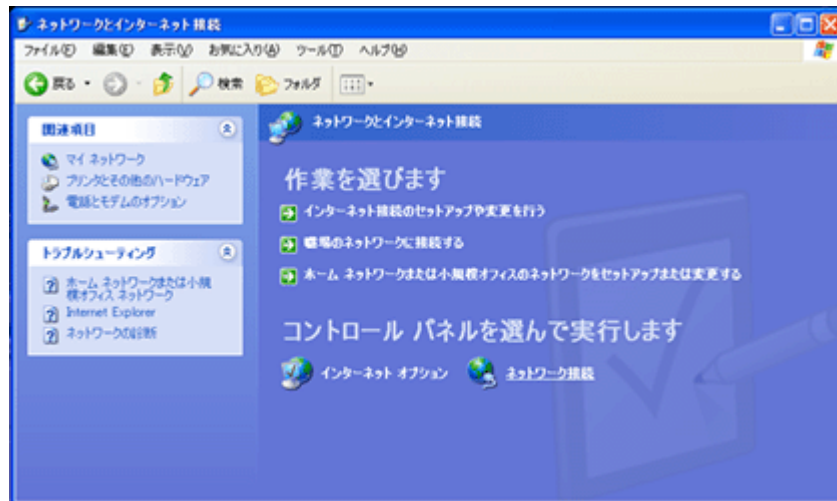 ネットワークとインターネット接続
ファイル(F) 編集(E) 表示(V) お気に入り(A) ツール(T) ヘルプ(H)
戻る 検索 フォルダ
関連項目
マイ ネットワーク
プリンタとその他のハードウェア
電話とモデムのオプション
トラブルシューティング
ホーム ネットワークまたは小規
模オフィス ネットワーク
Internet Explorer
ネットワークの診断
ネットワークとインターネット接続
作業を選びます
インターネット接続のセットアップや変更を行う
職場のネットワークに接続する
ホーム ネットワークまたは小規模オフィスのネットワークをセットアップまたは変更する
コントロール パネルを選んで実行します
インターネット オプション ネットワーク接続